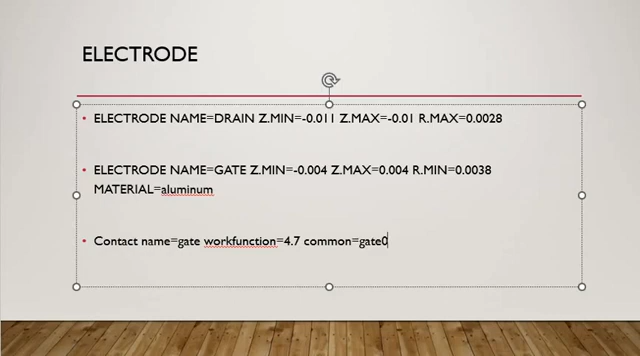 ELECTRODE
• ELECTRODE NAME=DRAIN Z.MIN=-0.011 Z.MAX=-0.01 R.MAX=0.0028
• ELECTRODE NAME=GATE Z.MIN=-0.004 Z.MAX=0.004 R.MIN=0.0038
MATERIAL=aluminum
• Contact name=gate workfunction=4.7 common=gate0